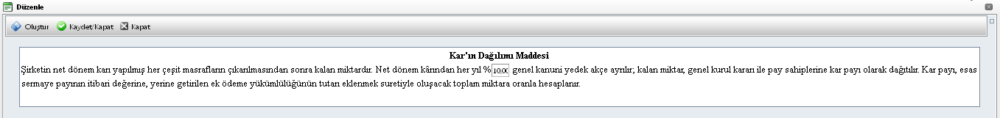 Düzenle
Oluştur Kaydet/Kapat Kapat
Kar'ın Dağılımı Maddesi
Şirketin net dönem karı yapılmış her çeşit masrafların çıkarılmasından sonra kalan miktardır. Net dönem kârından her yıl %10,00 genel kanuni yedek akçe ayrılır; kalan miktar, genel kurul kararı ile pay sahiplerine kar payı olarak dağıtılır. Kar payı, esas
sermaye payının itibari değerine, yerine getirilen ek ödeme yükümlülüğünün tutarı eklenmek suretiyle oluşacak toplam miktara oranla hesaplanır.